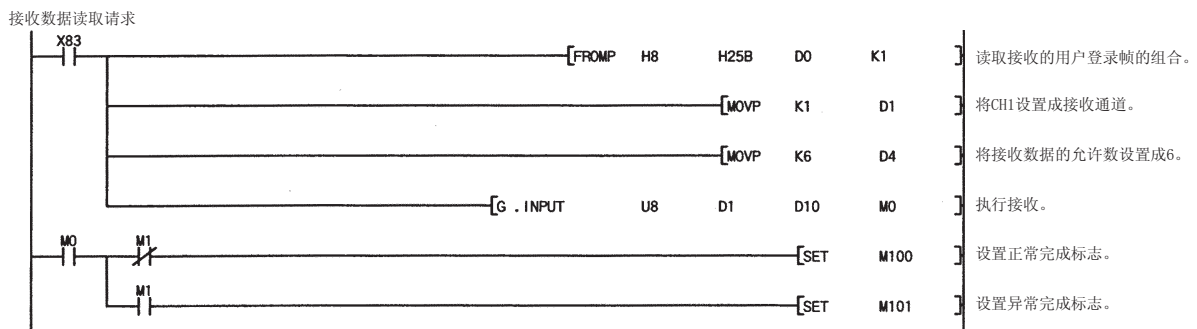 接收数据读取请求
X83
[FROMP H8 H25B D0 K1 ] 读取接收的用户登录帧的组合。
[MOVP K1 D1 ] 将CH1设置成接收通道。
[MOVP K6 D4 ] 将接收数据的允许数设置成6。
[G .INPUT U8 D1 D10 M0 ] 执行接收。
M0 M1
[SET M100 ] 设置正常完成标志。
M1
[SET M101 ] 设置异常完成标志。